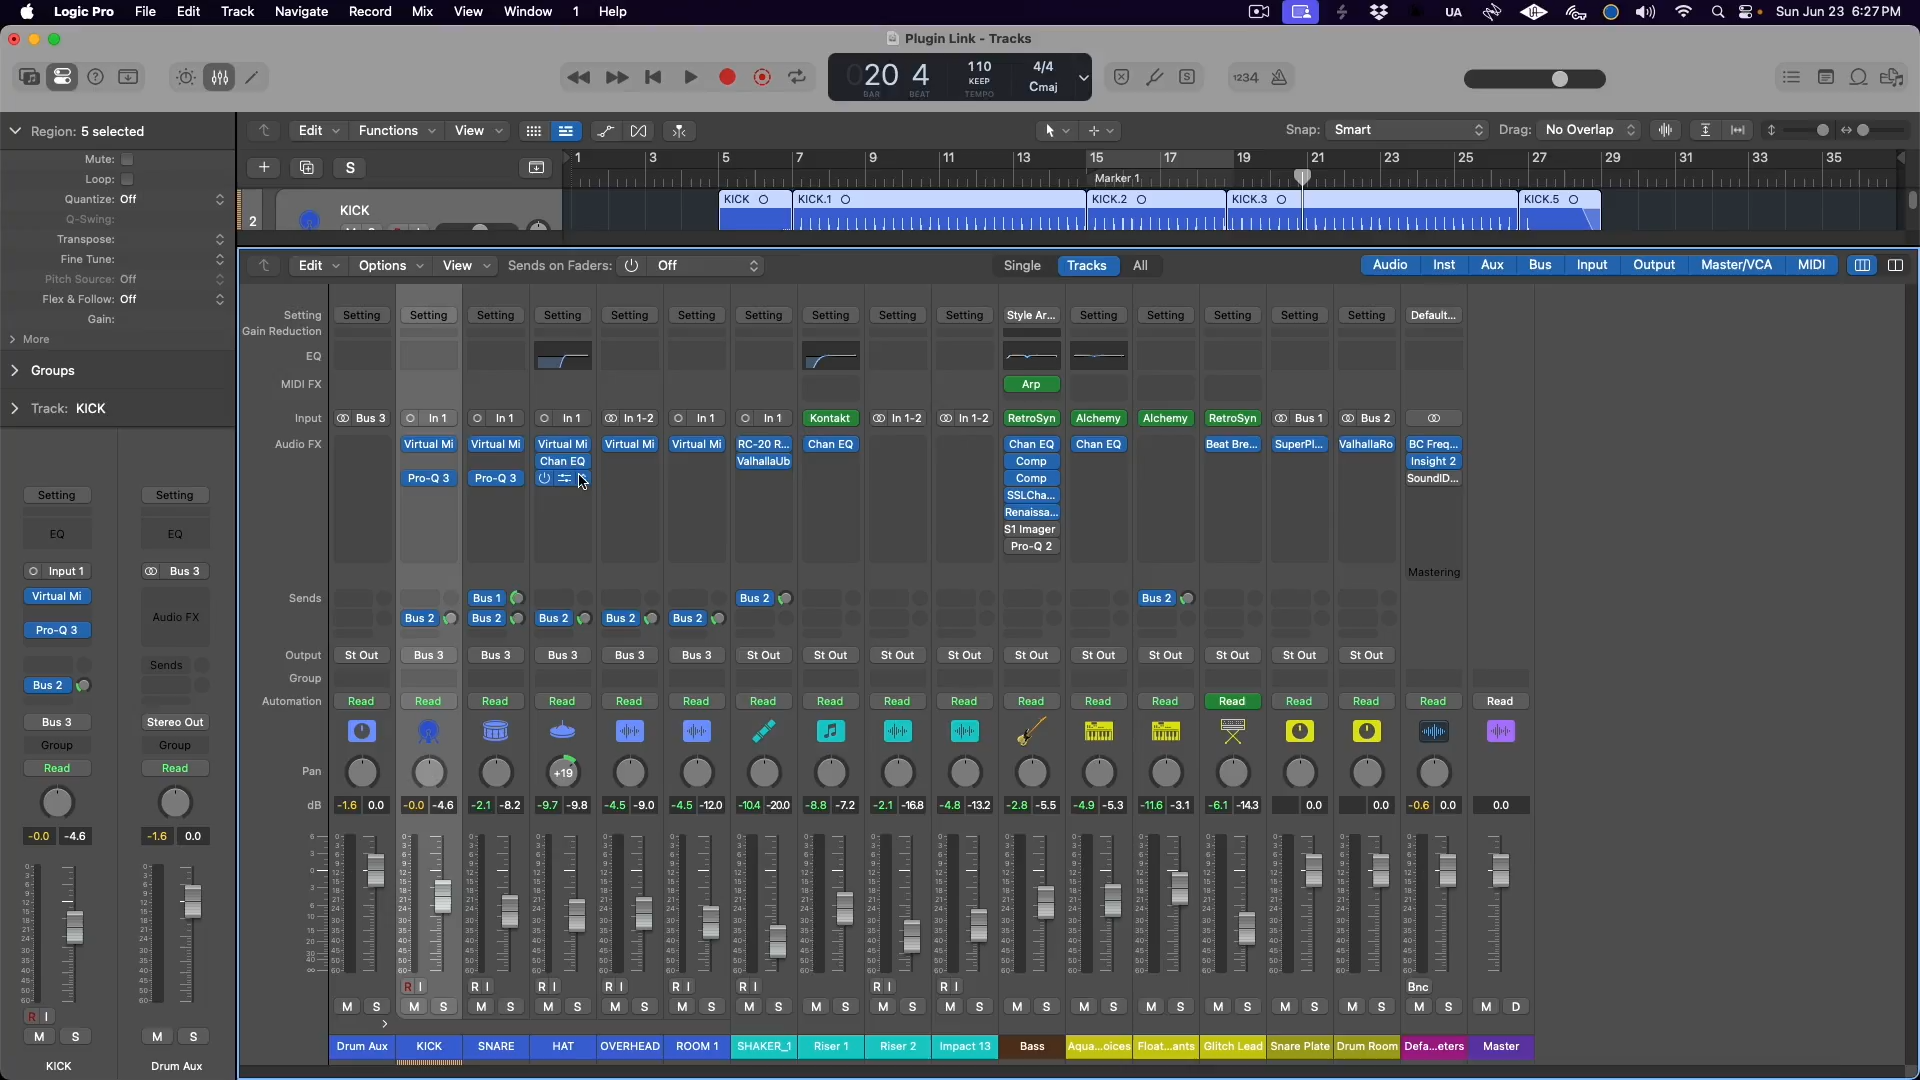 Logic Pro File Edit Track Navigate Record Mix View Window 1 Help UA Sun Jun 23 6:27 PM
Plugin Link - Tracks
20 4 110 4/4
KEEP Cmaj
BAR BEAT TEMPO
1234
Region: 5 selected
Edit Functions View Snap: Smart Drag: No Overlap
Mute:
Loop:
Quantize: Off
Q-Swing:
Transpose:
Fine Tune:
Pitch Source: Off
Flex & Follow: Off
Gain:
More
Groups
Track: KICK
S
1 3 5 7 9 11 13 15 17 19 21 23 25 27 29 31 33 35
Marker 1
2 KICK
KICK KICK.1 KICK.2 KICK.3 KICK.5
Edit Options View Sends on Faders: Off Single Tracks All Audio Inst Aux Bus Input Output Master/VCA MIDI
Setting Setting Setting Setting Setting Setting Setting Setting Setting Setting Setting Style Ar... Setting Setting Setting Setting Setting Default...
Gain Reduction
EQ
MIDI FX Arp
Input Bus 3 In 1 In 1 In 1 In 1-2 In 1 In 1 Kontakt In 1-2 In 1-2 RetroSyn Alchemy Alchemy RetroSyn Bus 1 Bus 2
Audio FX Virtual Mi Virtual Mi Virtual Mi Virtual Mi Virtual Mi RC-20 R... Chan EQ Chan EQ Chan EQ Beat Bre... SuperPl... ValhallaRo BC Freq...
Chan EQ ValhallaUb Comp Insight 2
Pro-Q 3 Pro-Q 3 Comp SoundID...
SSLCha...
Renaissa...
S1 Imager
Pro-Q 2
Mastering
Sends Bus 1 Bus 2 Bus 2
Bus 2 Bus 2 Bus 2 Bus 2 Bus 2
Output St Out Bus 3 Bus 3 Bus 3 Bus 3 Bus 3 St Out St Out St Out St Out St Out St Out St Out St Out St Out St Out
Group
Automation Read Read Read Read Read Read Read Read Read Read Read Read Read Read Read Read Read Read
Pan +19
dB -1.6 0.0 -0.0 -4.6 -2.1 -8.2 -9.7 -9.8 -4.5 -9.0 -4.5 -12.0 -10.4 -20.0 -8.8 -7.2 -2.1 -16.8 -4.8 -13.2 -2.8 -5.5 -4.9 -5.3 -11.6 -3.1 -6.1 -14.3 0.0 0.0 -0.6 0.0 0.0
R I R I R I R I R I R I R I R I Bnc
M S M S M S M S M S M S M S M S M S M S M S M S M S M S M S M S M S M D
Drum Aux KICK SNARE HAT OVERHEAD ROOM 1 SHAKER_1 Riser 1 Riser 2 Impact 13 Bass Aqua...oices Float...ants Glitch Lead Snare Plate Drum Room Defa...eters Master
Setting Setting
EQ EQ
Input 1 Bus 3
Virtual Mi
Audio FX
Pro-Q 3
Sends
Bus 2
Bus 3 Stereo Out
Group Group
Read Read
-0.0 -4.6 -1.6 0.0
R I
M S M S
KICK Drum Aux